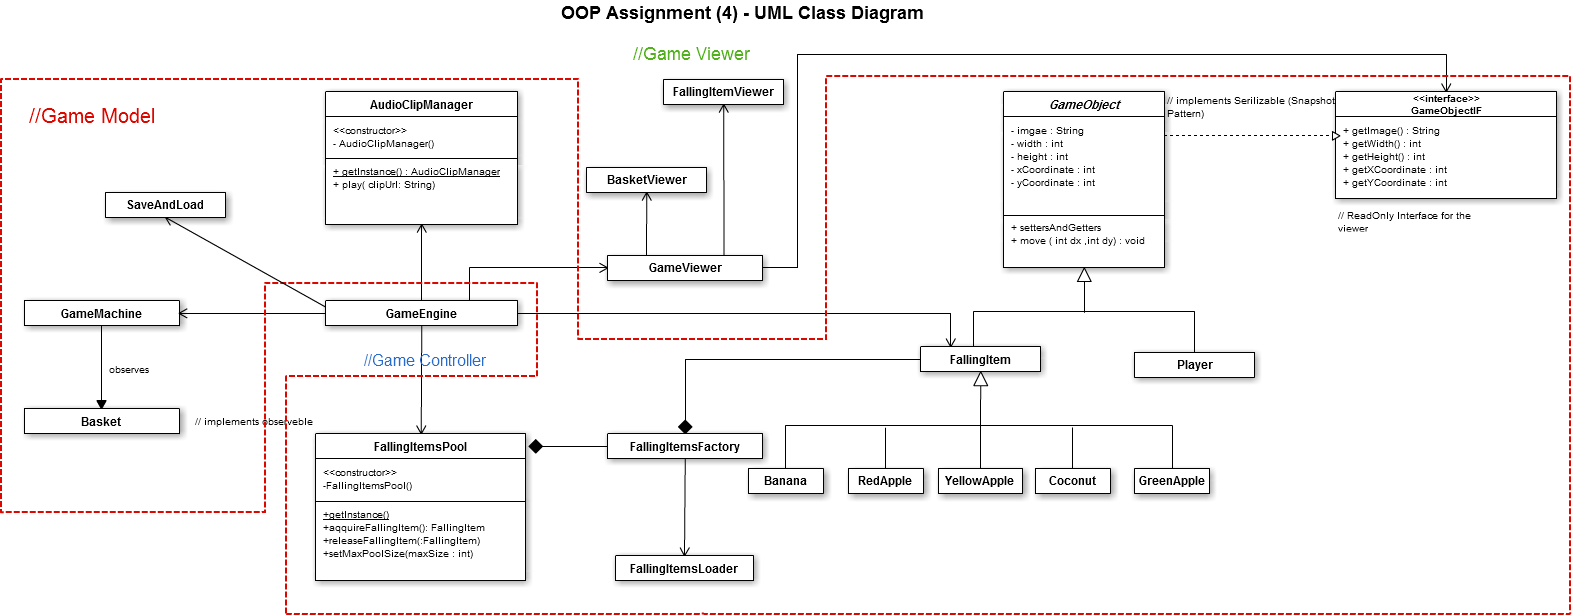 OOP Assignment (4) - UML Class Diagram
//Game Viewer
//Game Model
AudioClipManager
<<constructor>>
- AudioClipManager()
+ getInstance() : AudioClipManager
+ play( clipUrl: String)
FallingItemViewer
BasketViewer
GameViewer
SaveAndLoad
GameMachine
observes
Basket
// implements observeble
GameEngine
//Game Controller
GameObject
- imgae : String
- width : int
- height : int
- xCoordinate : int
- yCoordinate : int
+ settersAndGetters
+ move ( int dx ,int dy) : void
// implements Serilizable (Snapshot
Pattern)
<<interface>>
GameObjectIF
+ getImage() : String
+ getWidth() : int
+ getHeight() : int
+ getXCoordinate : int
+ getYCoordinate : int
// ReadOnly Interface for the
viewer
FallingItem
Player
FallingItemsPool
<<constructor>>
-FallingItemsPool()
+getInstance()
+aqquireFallingItem(): FallingItem
+releaseFallingItem(:FallingItem)
+setMaxPoolSize(maxSize : int)
FallingItemsFactory
FallingItemsLoader
Banana
RedApple
YellowApple
Coconut
GreenApple